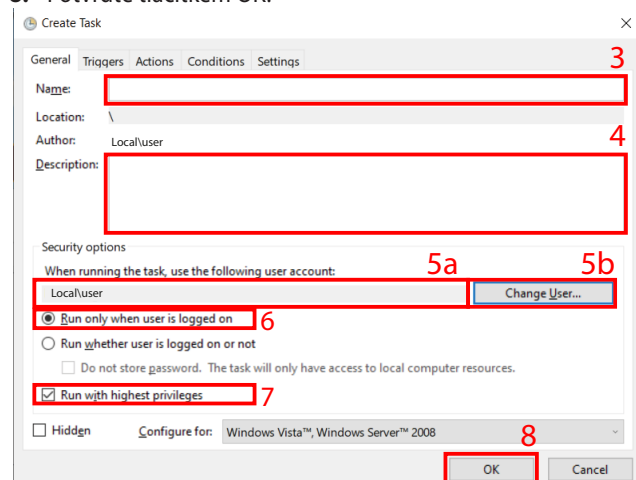 8. Potvrďte tlačítkem OK.
Create Task
General Triggers Actions Conditions Settings
3
Name:
Location: \
4
Author: Local\user
Description:
Security options
When running the task, use the following user account:
5a
5b
Local\user
Change User...
Run only when user is logged on
6
Run whether user is logged on or not
Do not store password. The task will only have access to local computer resources.
Run with highest privileges
7
Hidden
Configure for: Windows Vista™, Windows Server™ 2008
8
OK
Cancel